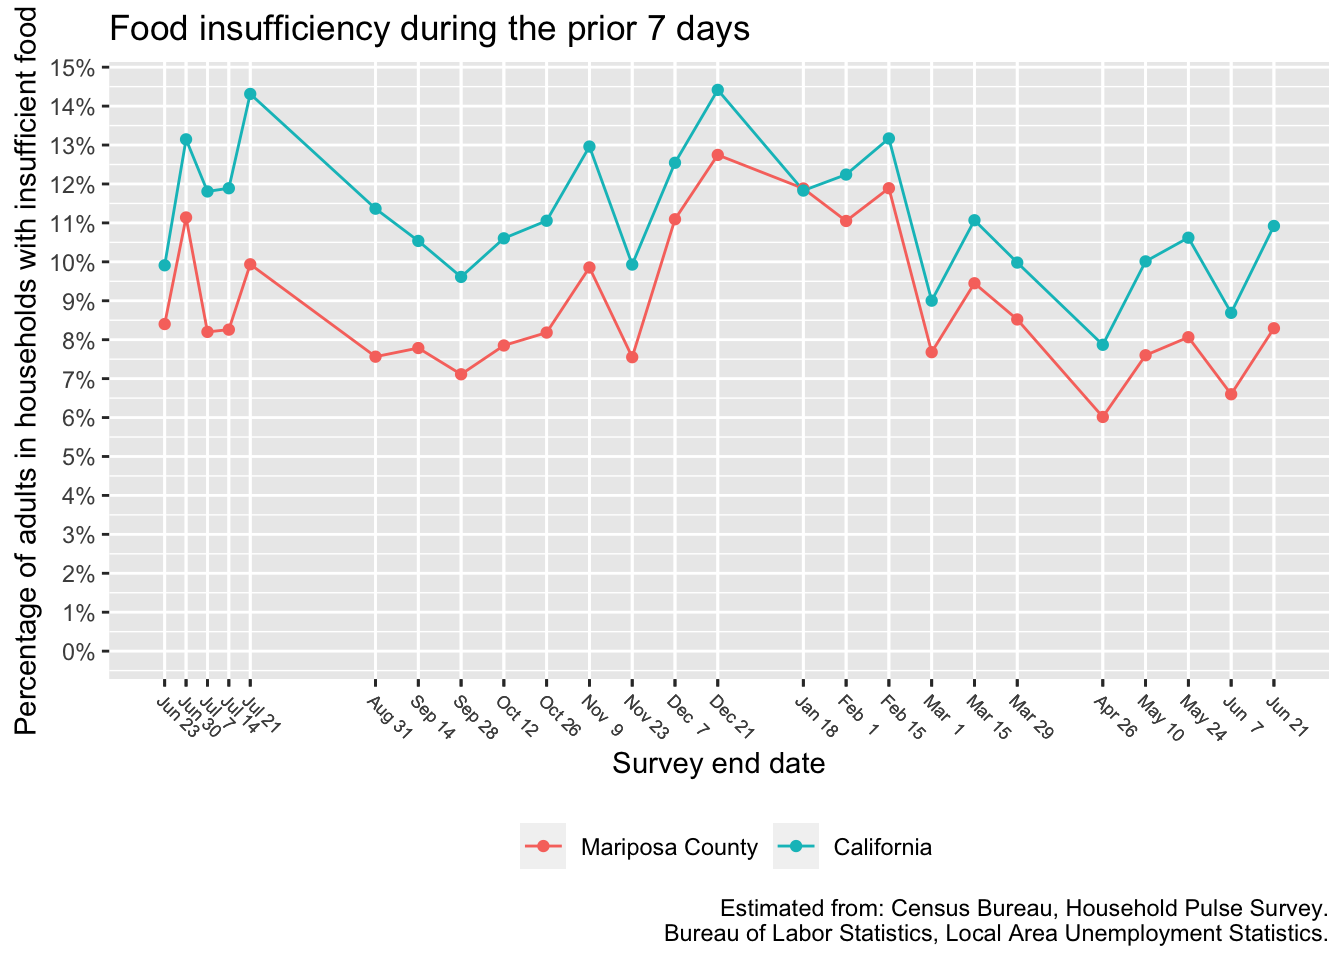 Food insufficiency during the prior 7 days
Percentage of adults in households with insufficient food
15%
14%
13%
12%
11%
10%
9%
8%
7%
6%
5%
4%
3%
2%
1%
0%
Jun 23
Jun 30
Jul 7
Jul 14
Jul 21
Aug 31
Sep 14
Sep 28
Oct 12
Oct 26
Nov 9
Nov 23
Dec 7
Dec 21
Jan 18
Feb 1
Feb 15
Mar 1
Mar 15
Mar 29
Apr 26
May 10
May 24
Jun 7
Jun 21
Survey end date
Mariposa County
California
Estimated from: Census Bureau, Household Pulse Survey.
Bureau of Labor Statistics, Local Area Unemployment Statistics.